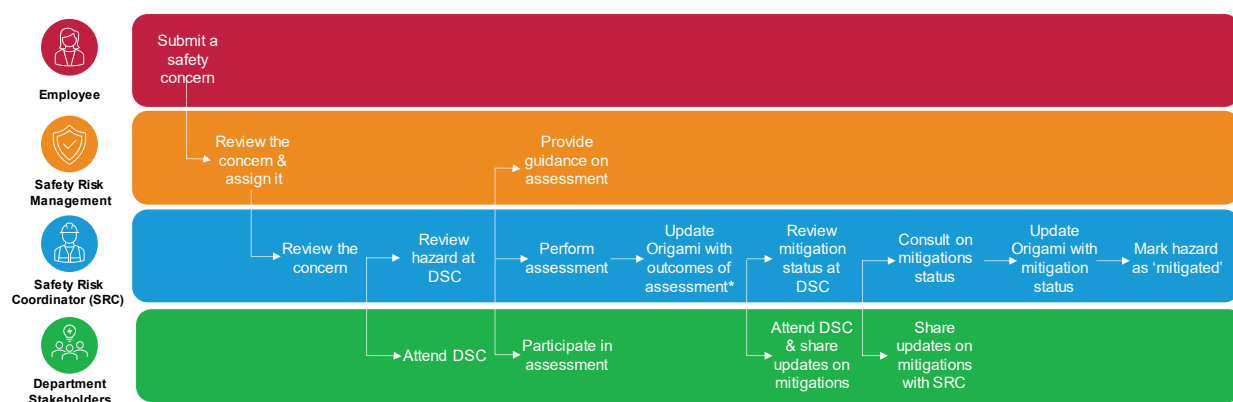 Submit a
safety
concern
Employee
Review the
concern &
assign it
Provide
guidance on
assessment
Safety Risk
Management
Review the
concern
Review
hazard at
DSC
Perform
assessment
Update
Origami with
outcomes of
assessment*
Review
mitigation
status at
DSC
Consult on
mitigations
status
Update
Origami with
mitigation
status
Mark hazard
as ‘mitigated’
Safety Risk
Coordinator (SRC)
Attend DSC
Participate in
assessment
Attend DSC
& share
updates on
mitigations
Share
updates on
mitigations
with SRC
Department
Stakeholders